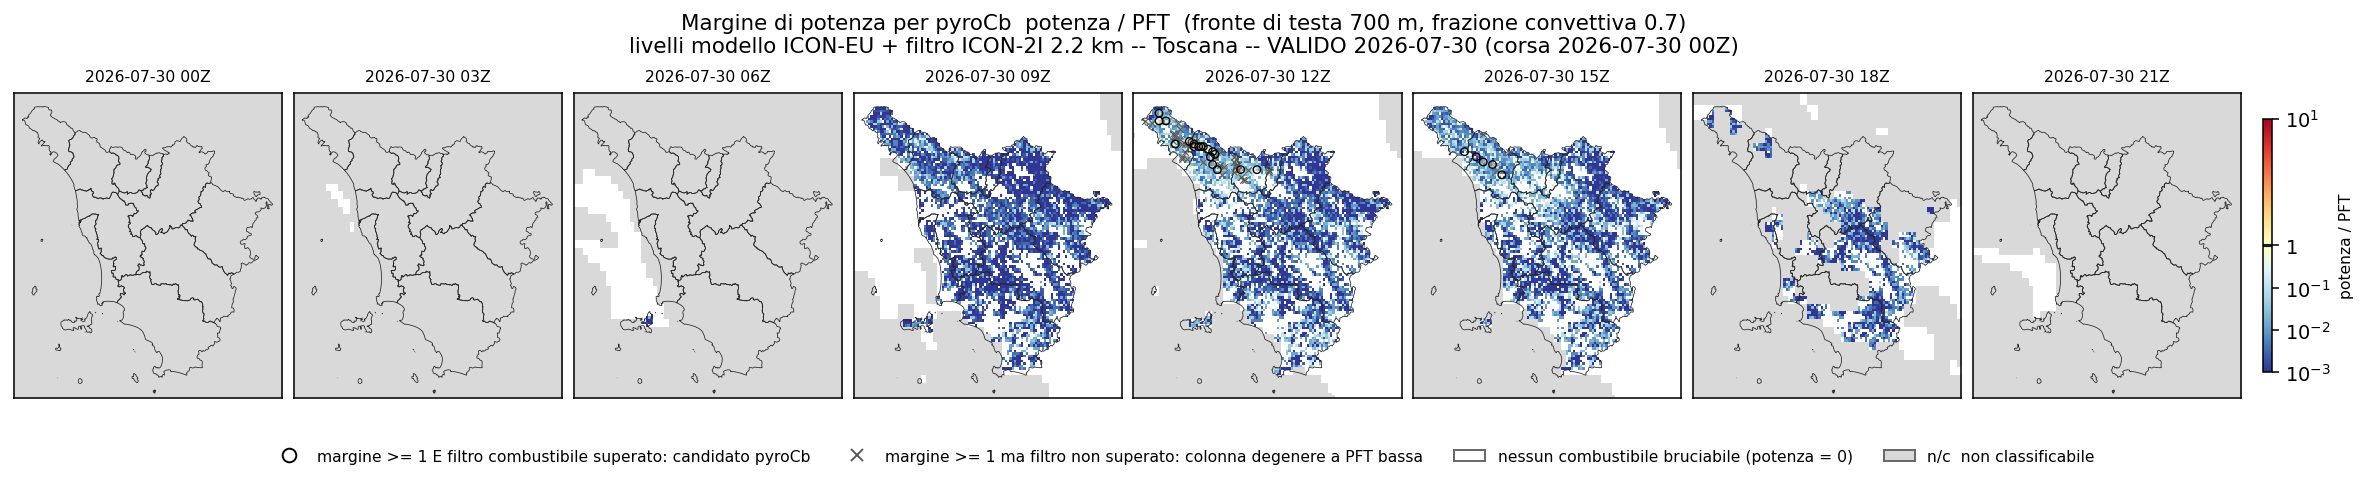 Margine di potenza per pyroCb  potenza / PFT  (fronte di testa 700 m, frazione convettiva 0.7)
livelli modello ICON-EU + filtro ICON-2I 2.2 km -- Toscana -- VALIDO 2026-07-30 (corsa 2026-07-30 00Z)
2026-07-30 00Z
2026-07-30 03Z
2026-07-30 06Z
2026-07-30 09Z
2026-07-30 12Z
2026-07-30 15Z
2026-07-30 18Z
2026-07-30 21Z
10¹
1
10⁻¹
10⁻²
10⁻³
potenza / PFT
margine >= 1 E filtro combustibile superato: candidato pyroCb
margine >= 1 ma filtro non superato: colonna degenere a PFT bassa
nessun combustibile bruciabile (potenza = 0)
n/c  non classificabile